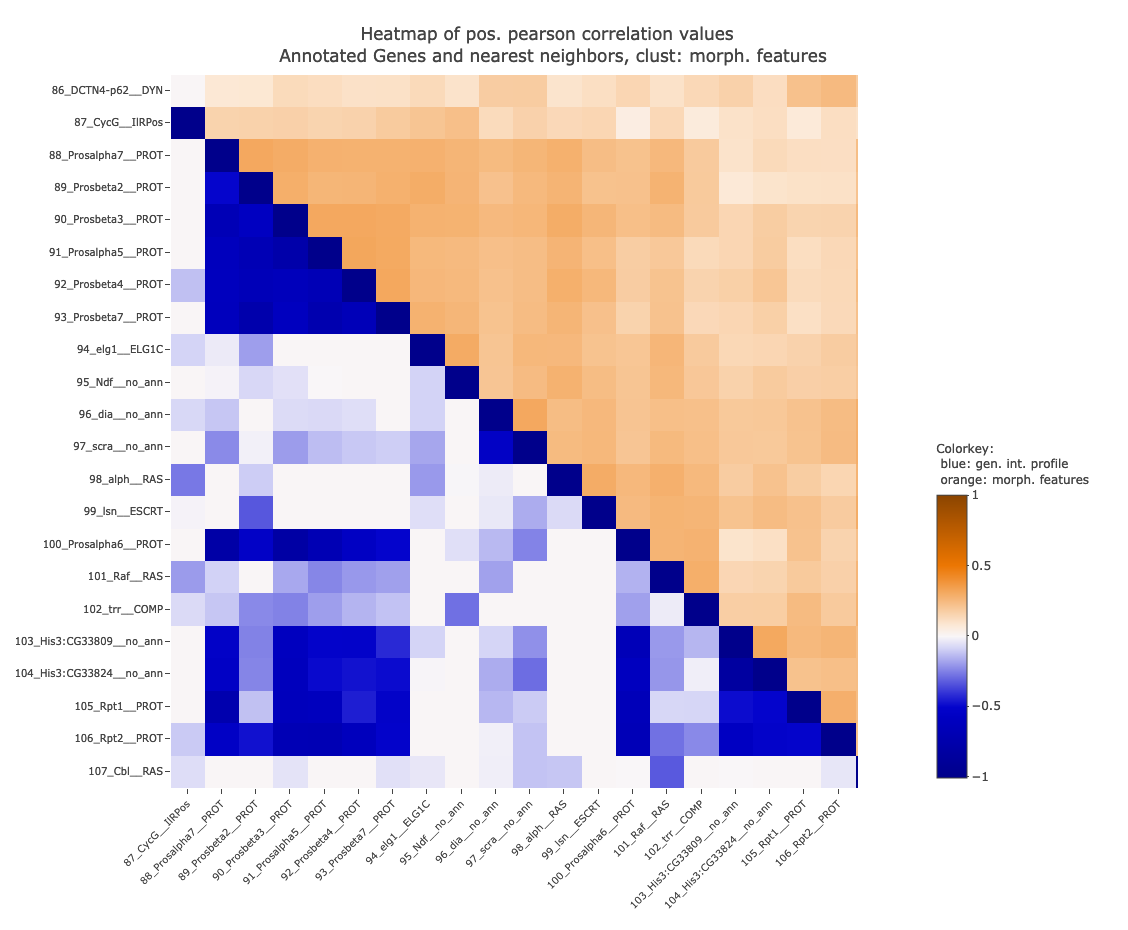 Heatmap of pos. pearson correlation values
Annotated Genes and nearest neighbors, clust: morph. features
86_DCTN4-p62__DYN
87_CycG__IlRPos
88_Prosalpha7__PROT
89_Prosbeta2__PROT
90_Prosbeta3__PROT
91_Prosalpha5__PROT
92_Prosbeta4__PROT
93_Prosbeta7__PROT
94_elg1__ELG1C
95_Ndf__no_ann
96_dia__no_ann
97_scra__no_ann
98_alph__RAS
99_lsn__ESCRT
100_Prosalpha6__PROT
101_Raf__RAS
102_trr__COMP
103_His3:CG33809__no_ann
104_His3:CG33824__no_ann
105_Rpt1__PROT
106_Rpt2__PROT
107_Cbl__RAS
87_CycG__IlRPos
88_Prosalpha7__PROT
89_Prosbeta2__PROT
90_Prosbeta3__PROT
91_Prosalpha5__PROT
92_Prosbeta4__PROT
93_Prosbeta7__PROT
94_elg1__ELG1C
95_Ndf__no_ann
96_dia__no_ann
97_scra__no_ann
98_alph__RAS
99_lsn__ESCRT
100_Prosalpha6__PROT
101_Raf__RAS
102_trr__COMP
103_His3:CG33809__no_ann
104_His3:CG33824__no_ann
105_Rpt1__PROT
106_Rpt2__PROT
Colorkey:
blue: gen. int. profile
orange: morph. features
1
0.5
0
−0.5
−1